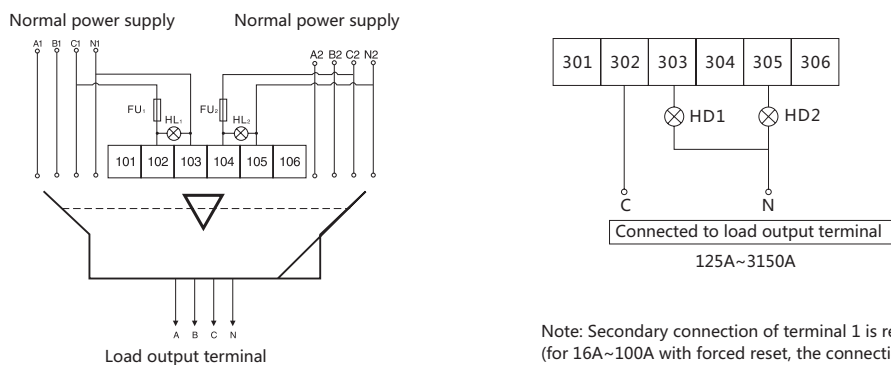 Normal power supply
Normal power supply
A1 B1 C1 N1
A2 B2 C2 N2
FU1
HL1
FU2
HL2
101 102 103 104 105 106
A B C N
Load output terminal
301 302 303 304 305 306
HD1
HD2
C
N
Connected to load output terminal
125A~3150A
Note: Secondary connection of terminal 1 is
(for 16A~100A with forced reset, the